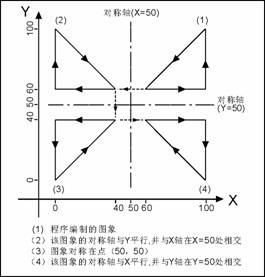 Y
(2)
对称轴(X=50)
(1)
100
对称轴
(Y=50)
60
50
40
0
(3)
(4)
X
0
40 50 60
100
(1) 程序编制的图象
(2) 该图象的对称轴与Y平行,并与X轴在X=50处相交
(3) 图象对称在点 (50, 50)
(4) 该图象的对称轴与X平行,并与Y轴在Y=50处相交